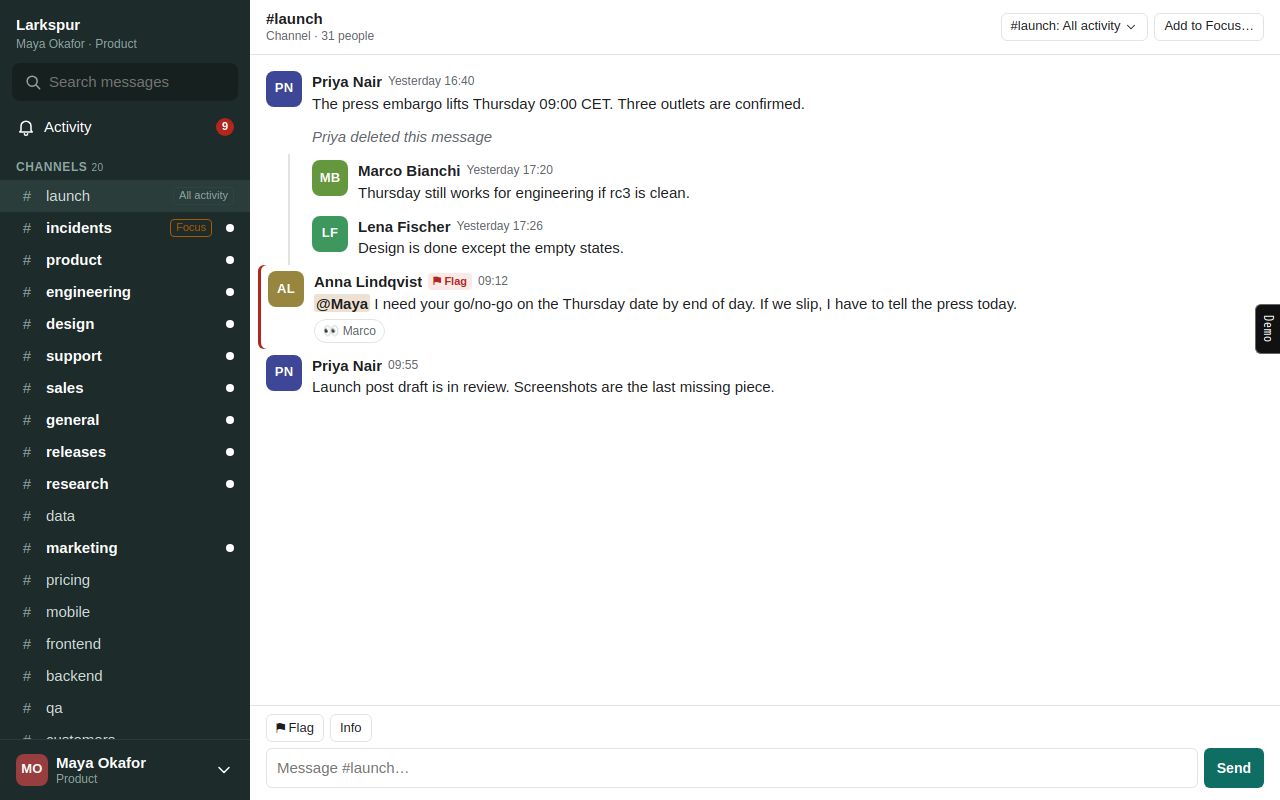 Larkspur
Maya Okafor · Product
Search messages
Activity
9
CHANNELS 20
# launch All activity
# incidents Focus
# product
# engineering
# design
# support
# sales
# general
# releases
# research
# data
# marketing
# pricing
# mobile
# frontend
# backend
# qa
# customers
MO
Maya Okafor
Product
#launch
Channel · 31 people
#launch: All activity
Add to Focus…
PN
Priya Nair Yesterday 16:40
The press embargo lifts Thursday 09:00 CET. Three outlets are confirmed.
Priya deleted this message
MB
Marco Bianchi Yesterday 17:20
Thursday still works for engineering if rc3 is clean.
LF
Lena Fischer Yesterday 17:26
Design is done except the empty states.
AL
Anna Lindqvist Flag 09:12
@Maya I need your go/no-go on the Thursday date by end of day. If we slip, I have to tell the press today.
👀 Marco
PN
Priya Nair 09:55
Launch post draft is in review. Screenshots are the last missing piece.
Flag
Info
Message #launch…
Send
Demo